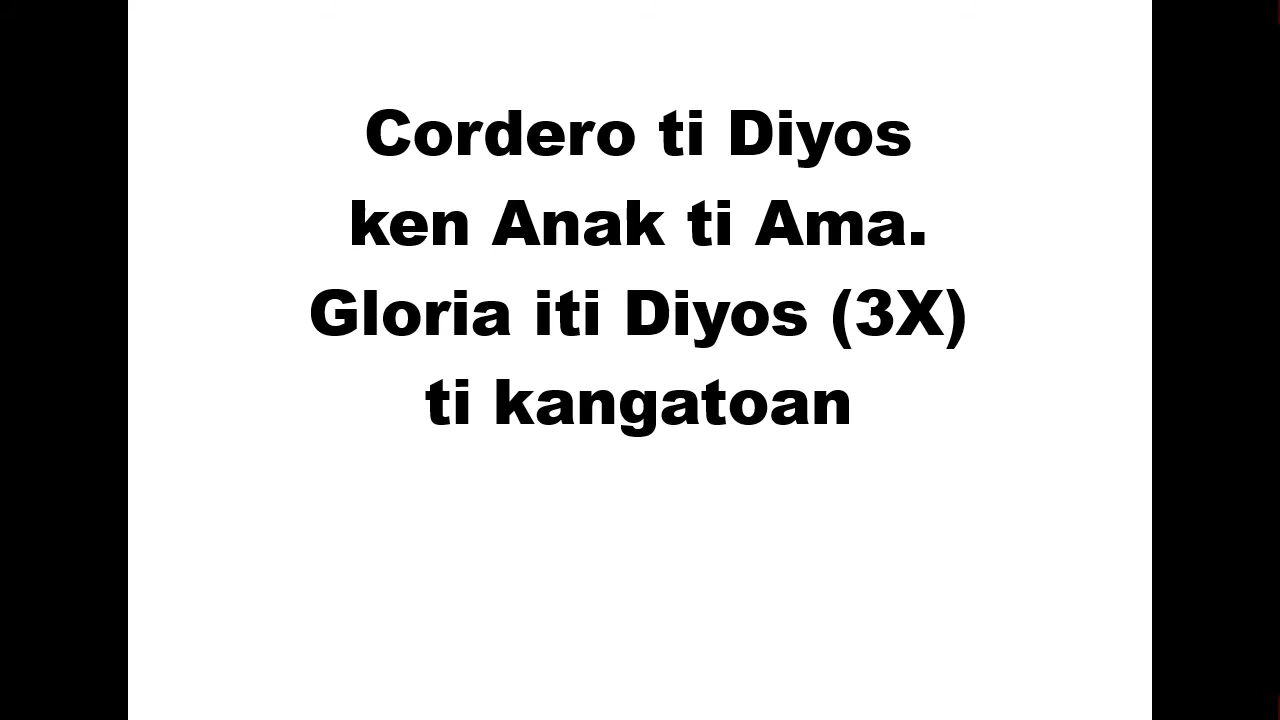 Cordero ti Diyos
ken Anak ti Ama.
Gloria iti Diyos (3X)
ti kangatoan